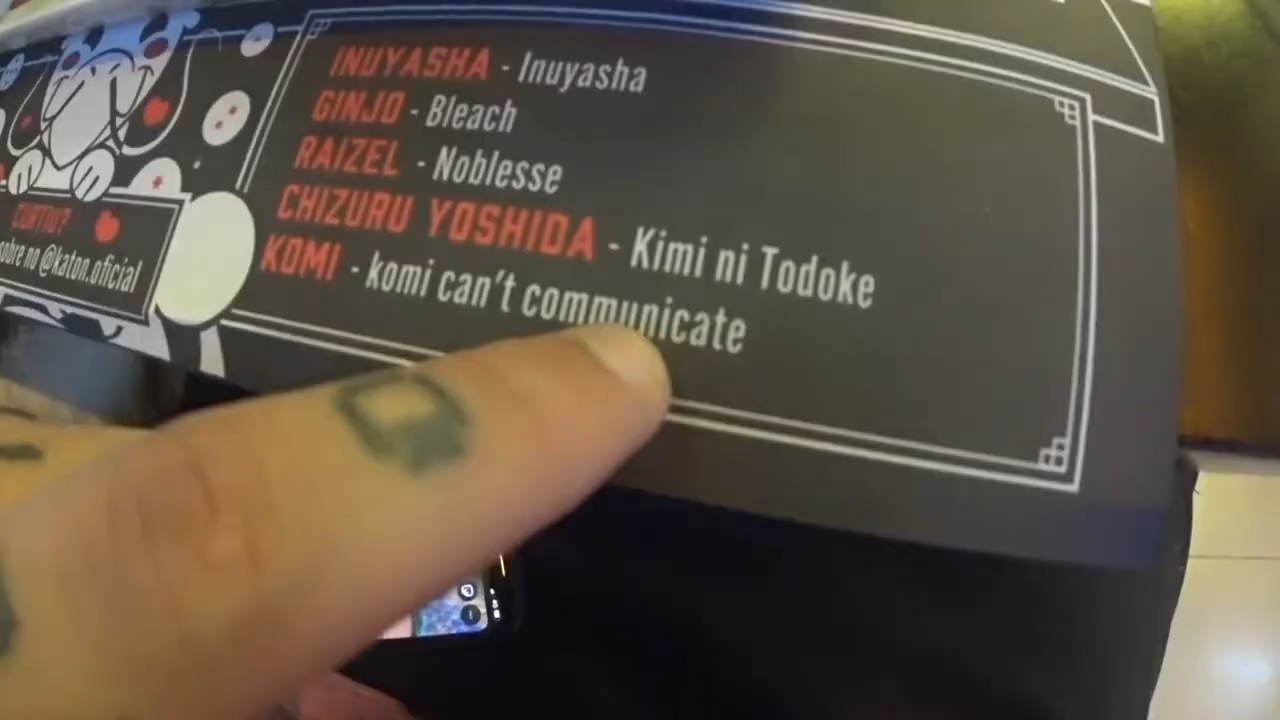 INUYASHA - Inuyasha
GINJO - Bleach
RAIZEL - Noblesse
CHIZURU YOSHIDA - Kimi ni Todoke
KOMI - komi can't communicate
CURTIU?
sobre no @katon.oficial